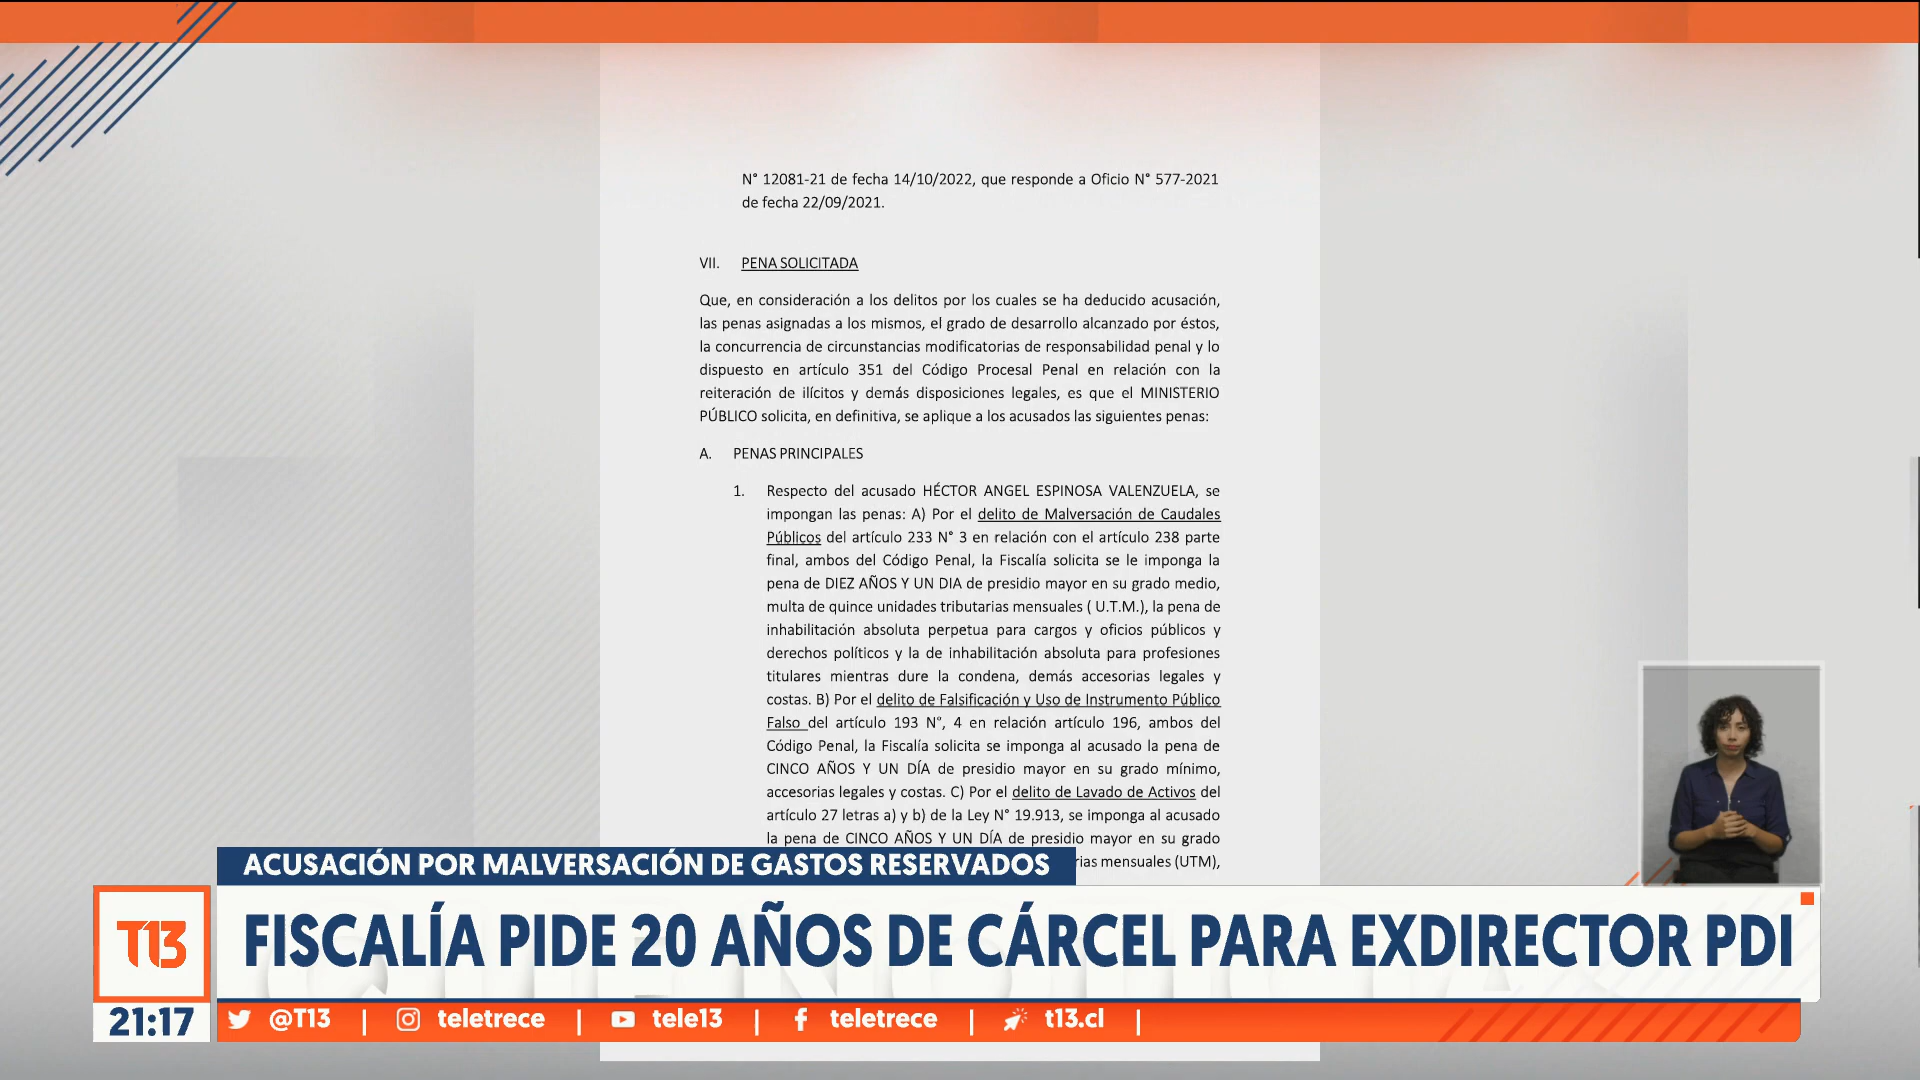 N° 12081-21 de fecha 14/10/2022, que responde a Oficio N° 577-2021
de fecha 22/09/2021.
VII. PENA SOLICITADA
Que, en consideración a los delitos por los cuales se ha deducido acusación,
las penas asignadas a los mismos, el grado de desarrollo alcanzado por éstos,
la concurrencia de circunstancias modificatorias de responsabilidad penal y lo
dispuesto en artículo 351 del Código Procesal Penal en relación con la
reiteración de ilícitos y demás disposiciones legales, es que el MINISTERIO
PÚBLICO solicita, en definitiva, se aplique a los acusados las siguientes penas:
A. PENAS PRINCIPALES
1. Respecto del acusado HÉCTOR ANGEL ESPINOSA VALENZUELA, se
impongan las penas: A) Por el delito de Malversación de Caudales
Públicos del artículo 233 N° 3 en relación con el artículo 238 parte
final, ambos del Código Penal, la Fiscalía solicita se le imponga la
pena de DIEZ AÑOS Y UN DIA de presidio mayor en su grado medio,
multa de quince unidades tributarias mensuales ( U.T.M.), la pena de
inhabilitación absoluta perpetua para cargos y oficios públicos y
derechos políticos y la de inhabilitación absoluta para profesiones
titulares mientras dure la condena, demás accesorias legales y
costas. B) Por el delito de Falsificación y Uso de Instrumento Público
Falso del artículo 193 N°, 4 en relación artículo 196, ambos del
Código Penal, la Fiscalía solicita se imponga al acusado la pena de
CINCO AÑOS Y UN DÍA de presidio mayor en su grado mínimo,
accesorias legales y costas. C) Por el delito de Lavado de Activos del
artículo 27 letras a) y b) de la Ley N° 19.913, se imponga al acusado
la pena de CINCO AÑOS Y UN DÍA de presidio mayor en su grado
mensuales (UTM),
ACUSACIÓN POR MALVERSACIÓN DE GASTOS RESERVADOS
T13
FISCALÍA PIDE 20 AÑOS DE CÁRCEL PARA EXDIRECTOR PDI
21:17
@T13 | teletrece | tele13 | teletrece | t13.cl |